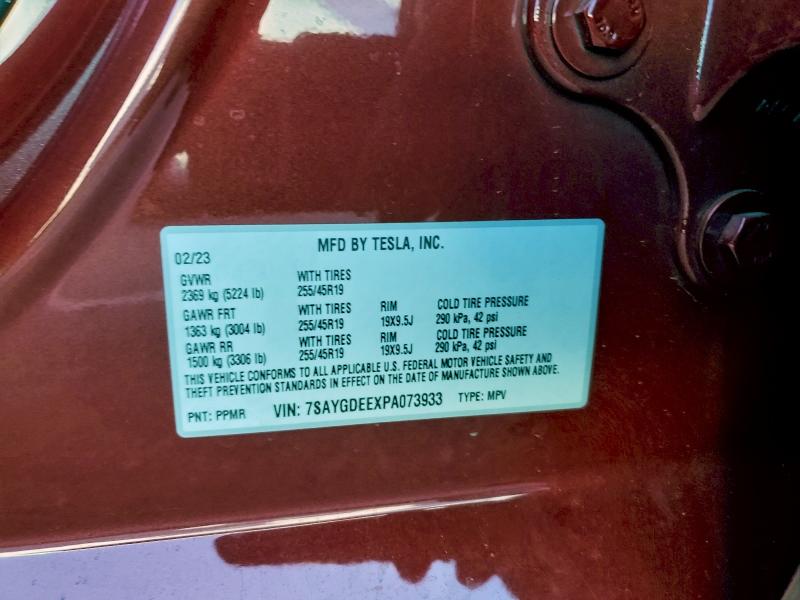 MFD BY TESLA, INC.
02/23
GVWR WITH TIRES
2369 kg (5224 lb) 255/45R19
GAWR FRT WITH TIRES RIM COLD TIRE PRESSURE
1363 kg (3004 lb) 255/45R19 19X9.5J 290 kPa, 42 psi
GAWR RR WITH TIRES RIM COLD TIRE PRESSURE
1500 kg (3306 lb) 255/45R19 19X9.5J 290 kPa, 42 psi
THIS VEHICLE CONFORMS TO ALL APPLICABLE U.S. FEDERAL MOTOR VEHICLE SAFETY AND
THEFT PREVENTION STANDARDS IN EFFECT ON THE DATE OF MANUFACTURE SHOWN ABOVE.
PNT: PPMR VIN: 7SAYGDEEXPA073933 TYPE: MPV